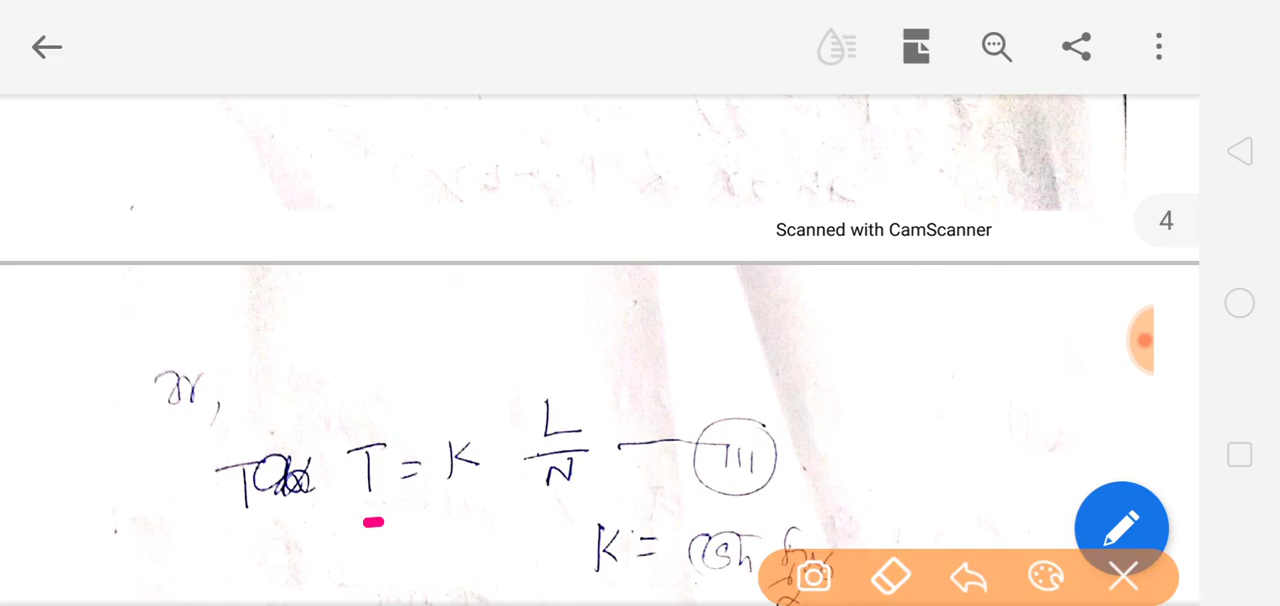 Scanned with CamScanner
4
or,
T = K L/N — III
K =